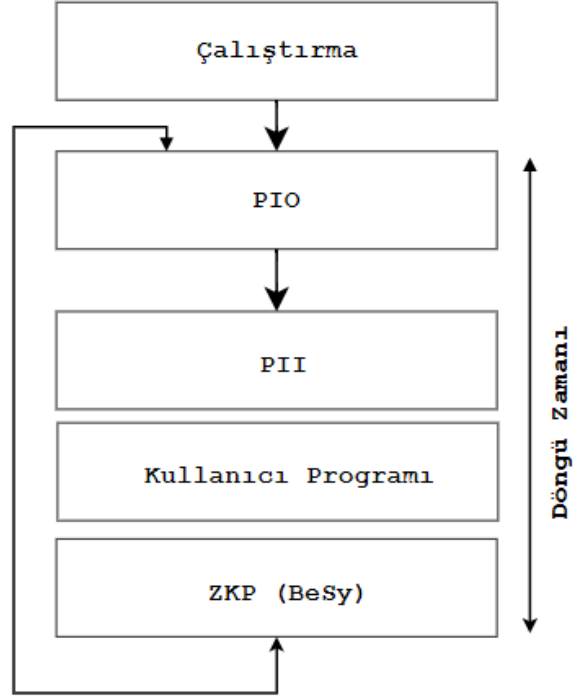 Çalıştırma
PIO
PII
Kullanıcı Programı
ZKP (BeSy)
Döngü Zamanı